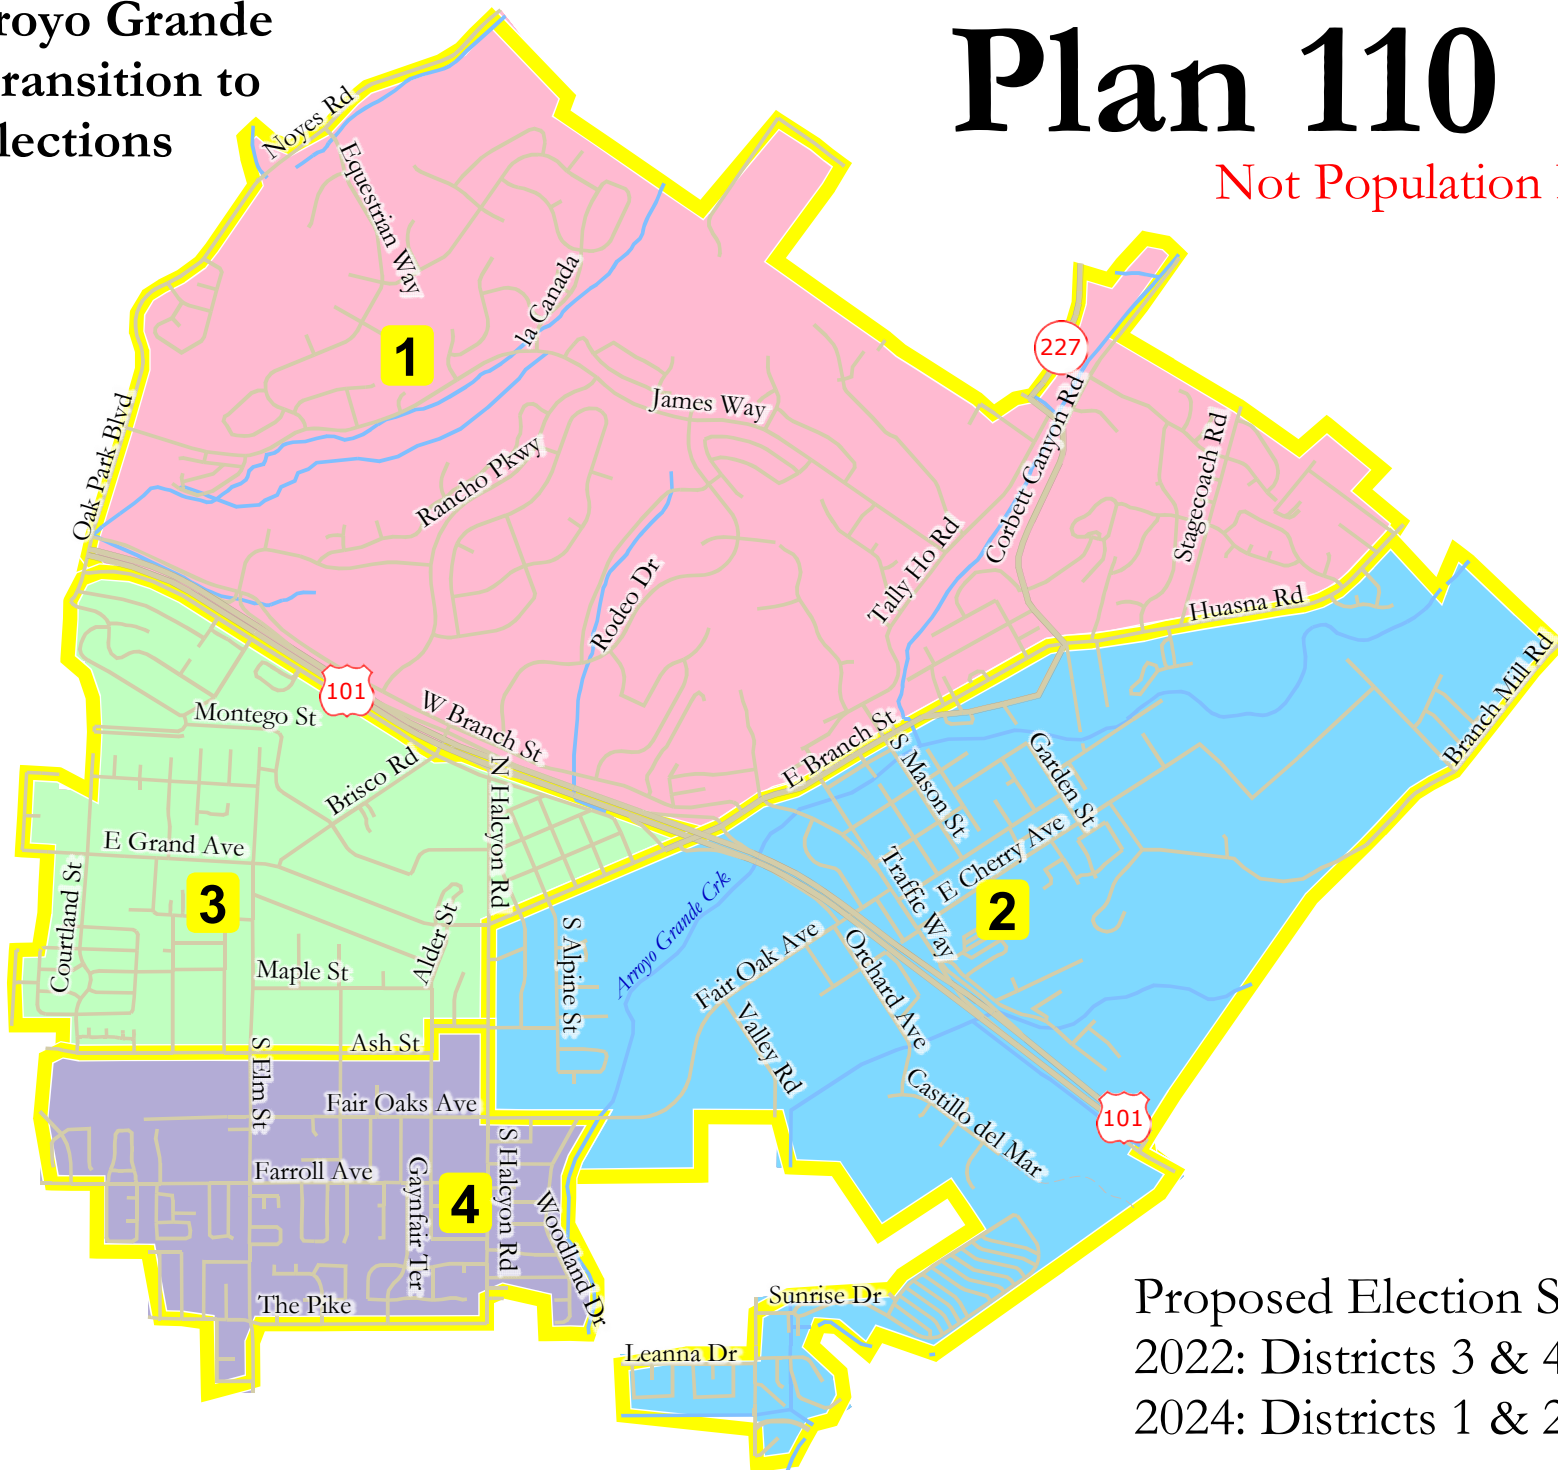 royo Grande
ransition to
lections
Plan 110
Not Population
Noyes Rd
Equestrian Way
la Canada
227
1
James Way
Corbett Canyon Rd
Oak Park Blvd
Stagecoach Rd
Rancho Pkwy
Tally Ho Rd
Rodeo Dr
Huasna Rd
101
W Branch St
Montego St
Branch Mill Rd
E Branch St
S Mason St
Garden St
Brisco Rd
N Halcyon Rd
E Grand Ave
E Cherry Ave
Traffic Way
3
2
Courtland St
Alder St
Arroyo Grande Crk
S Alpine St
Fair Oak Ave
Orchard Ave
Maple St
Valley Rd
Ash St
S Elm St
Castillo del Mar
Fair Oaks Ave
101
Farroll Ave
Gaynfair Ter
4
S Halcyon Rd
Woodland Dr
The Pike
Sunrise Dr
Leanna Dr
Proposed Election S
2022: Districts 3 & 4
2024: Districts 1 & 2